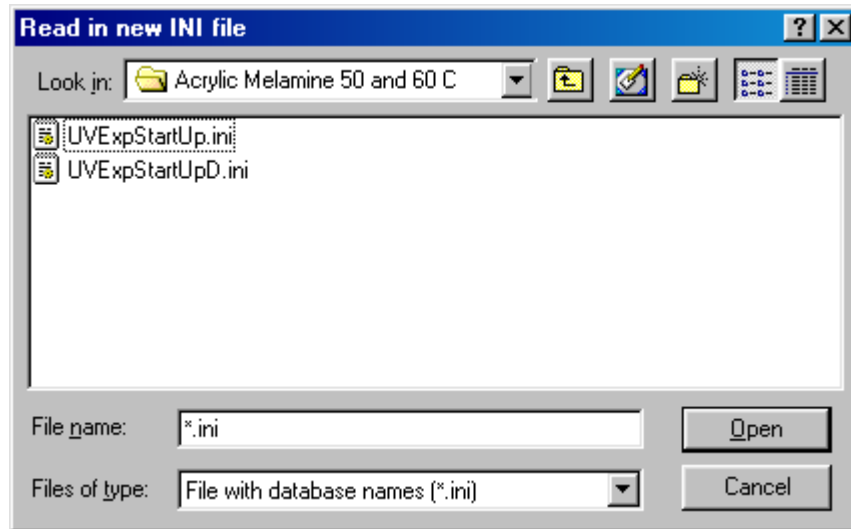 Read in new INI file
Look in: Acrylic Melamine 50 and 60 C
UVExpStartUp.ini
UVExpStartUpD.ini
File name: *.ini Open
Files of type: File with database names (*.ini) Cancel